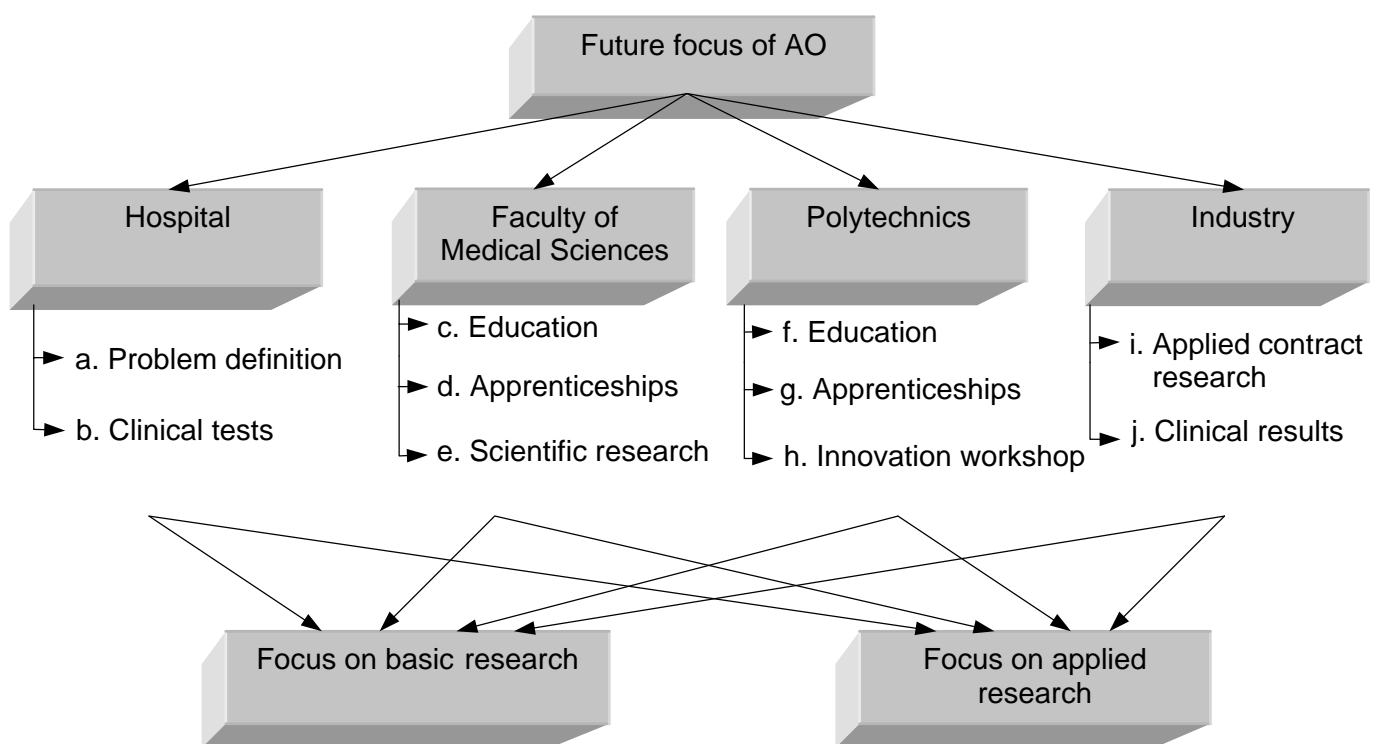 Future focus of AO
Hospital
Faculty of
Medical Sciences
Polytechnics
Industry
a. Problem definition
b. Clinical tests
c. Education
d. Apprenticeships
e. Scientific research
f. Education
g. Apprenticeships
h. Innovation workshop
i. Applied contract
research
j. Clinical results
Focus on basic research
Focus on applied
research